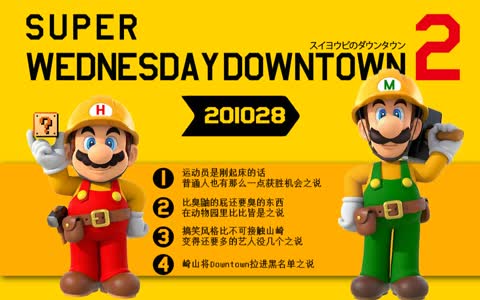 SUPER
スイヨウビのダウンタウン
WEDNESDAYDOWNTOWN2
201028
H
M
?
1 运动员是刚起床的话
普通人也有那么一点获胜机会之说
2 比臭鼬的屁还要臭的东西
在动物园里比比皆是之说
3 搞笑风格比不可接触山崎
变得还要多的艺人没几个之说
4 崎山将Downtown拉进黑名单之说